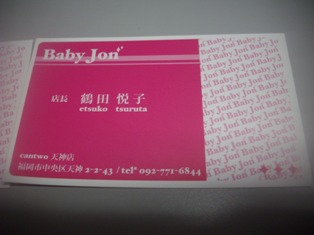 Baby Jon
店長 鶴田 悦子
etsuko tsuruta
cantwo 天神店
福岡市中央区天神 2-2-43 / tel* 092-771-6844